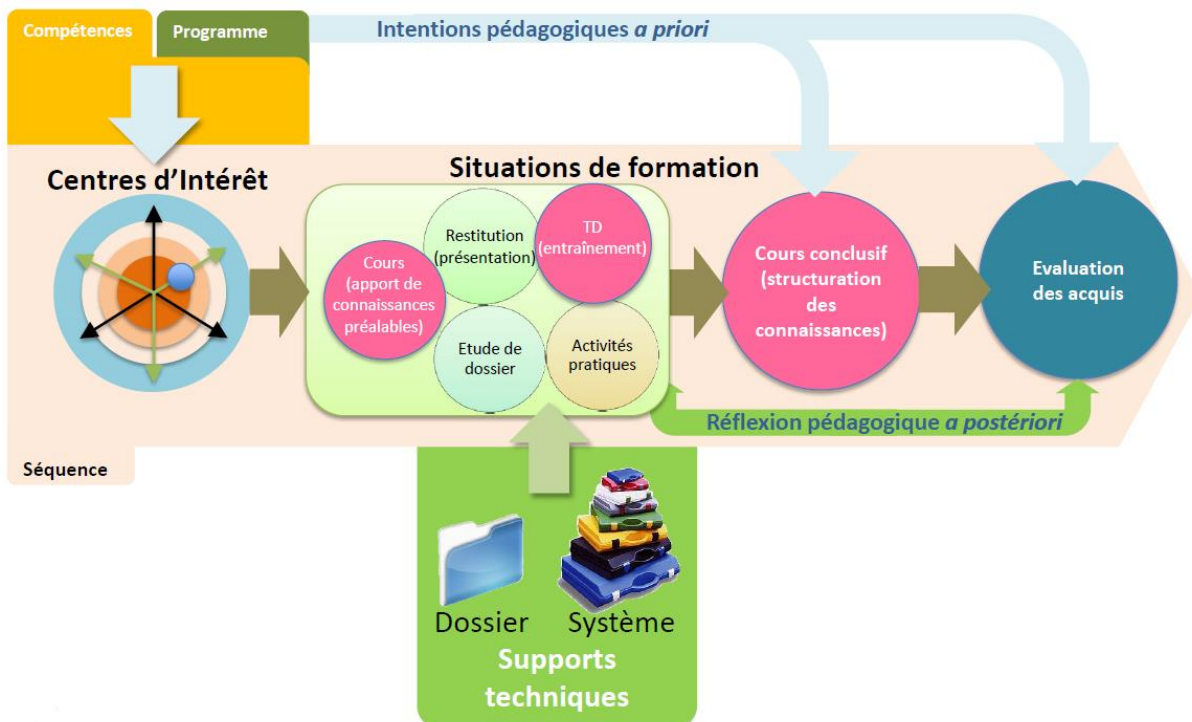 Compétences
Programme
Intentions pédagogiques a priori
Centres d'Intérêt
Situations de formation
Cours
(apport de
connaissances
préalables)
Restitution
(présentation)
TD
(entraînement)
Etude de
dossier
Activités
pratiques
Cours conclusif
(structuration
des
connaissances)
Evaluation
des acquis
Réflexion pédagogique a postériori
Séquence
Dossier
Système
Supports
techniques